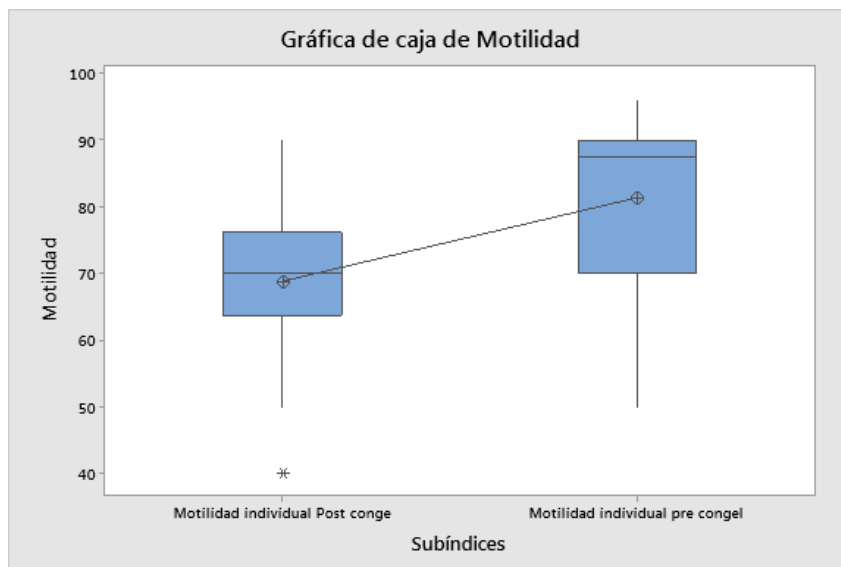 Gráfica de caja de Motilidad
100
90
80
70
60
50
40
Motilidad
Motilidad individual Post conge
Motilidad individual pre congel
Subíndices